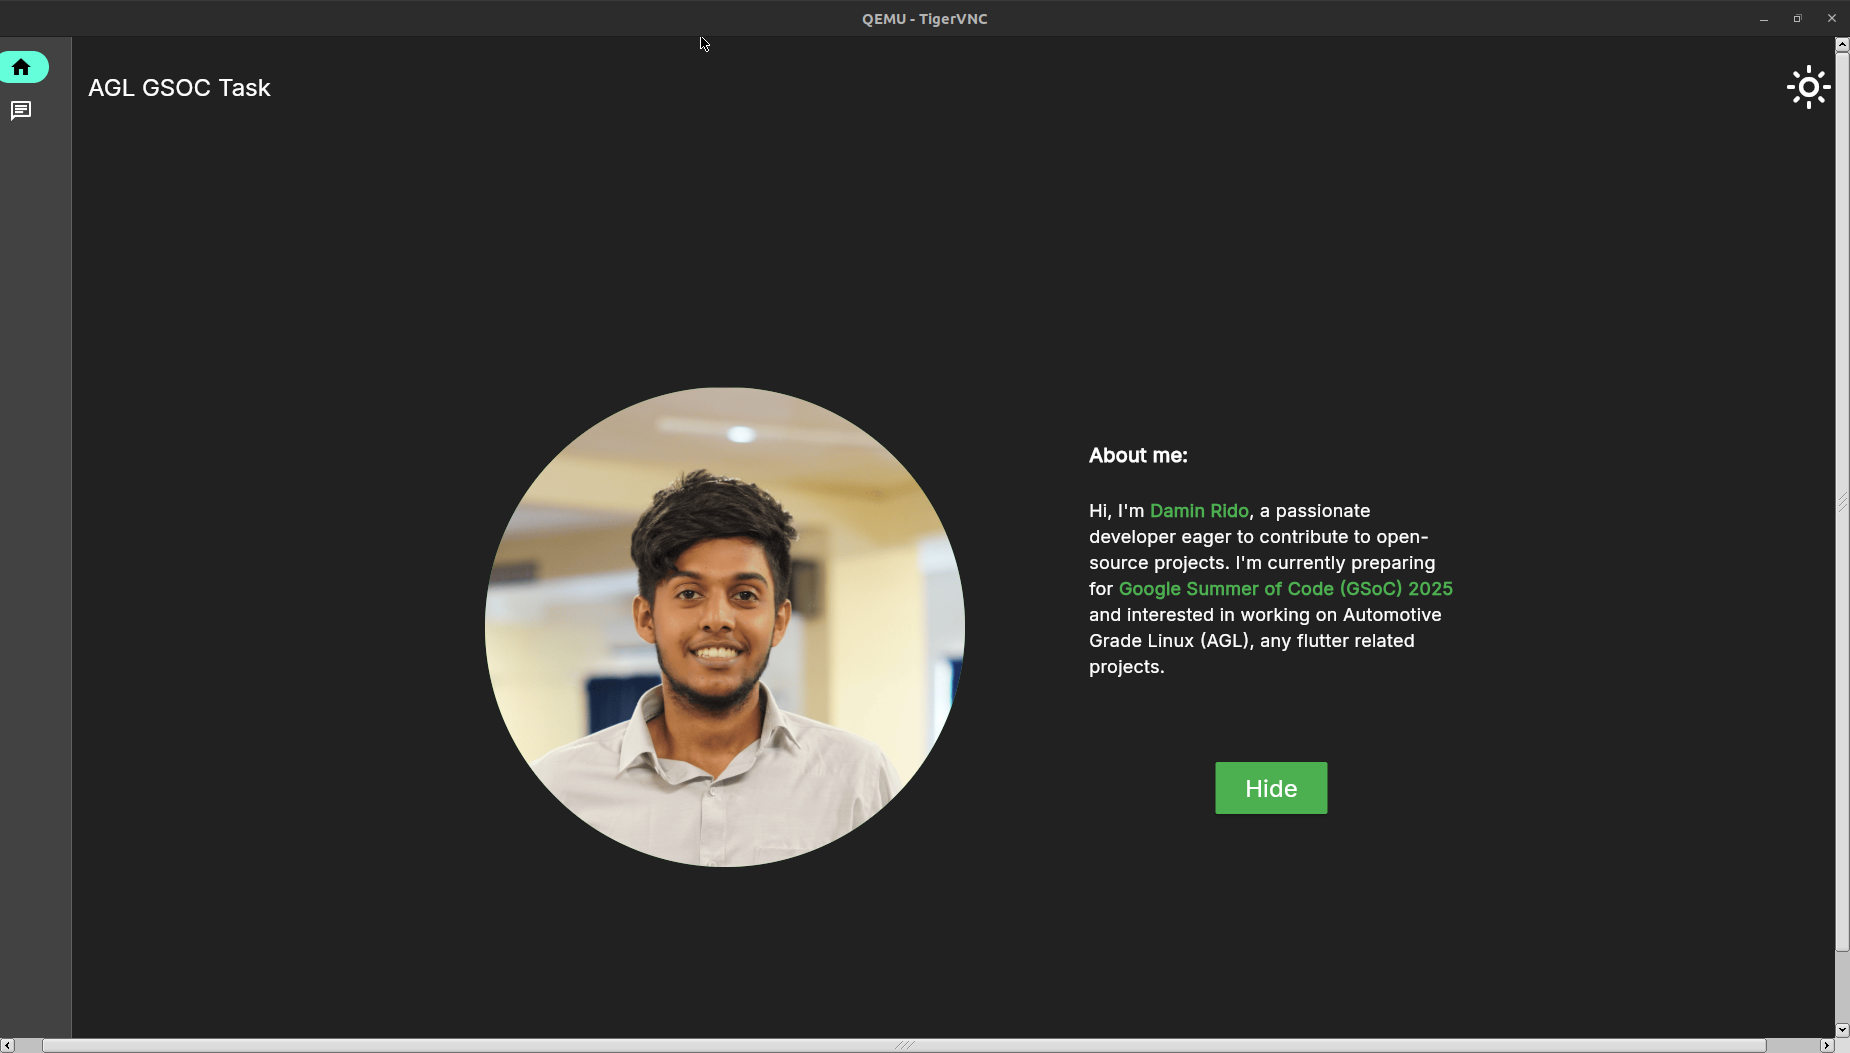 QEMU - TigerVNC
AGL GSOC Task
About me:
Hi, I'm Damin Rido, a passionate
developer eager to contribute to open-
source projects. I'm currently preparing
for Google Summer of Code (GSoC) 2025
and interested in working on Automotive
Grade Linux (AGL), any flutter related
projects.
Hide